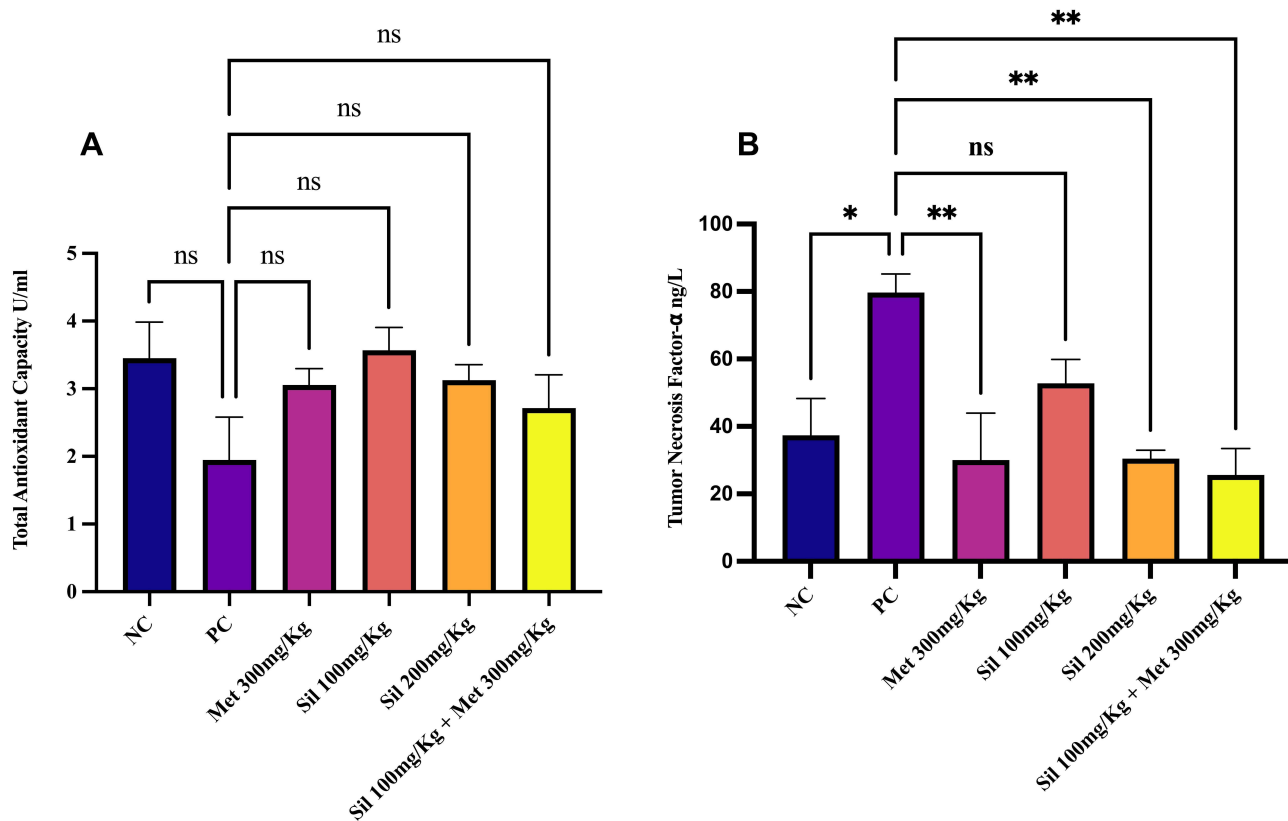 A
ns
ns
ns
ns
ns
Total Antioxidant Capacity U/ml
5
4
3
2
1
0
NC
PC
Met 300mg/Kg
Sil 100mg/Kg
Sil 200mg/Kg
Sil 100mg/Kg + Met 300mg/Kg
B
**
**
ns
*
**
Tumor Necrosis Factor-α ng/L
100
80
60
40
20
0
NC
PC
Met 300mg/Kg
Sil 100mg/Kg
Sil 200mg/Kg
Sil 100mg/Kg + Met 300mg/Kg